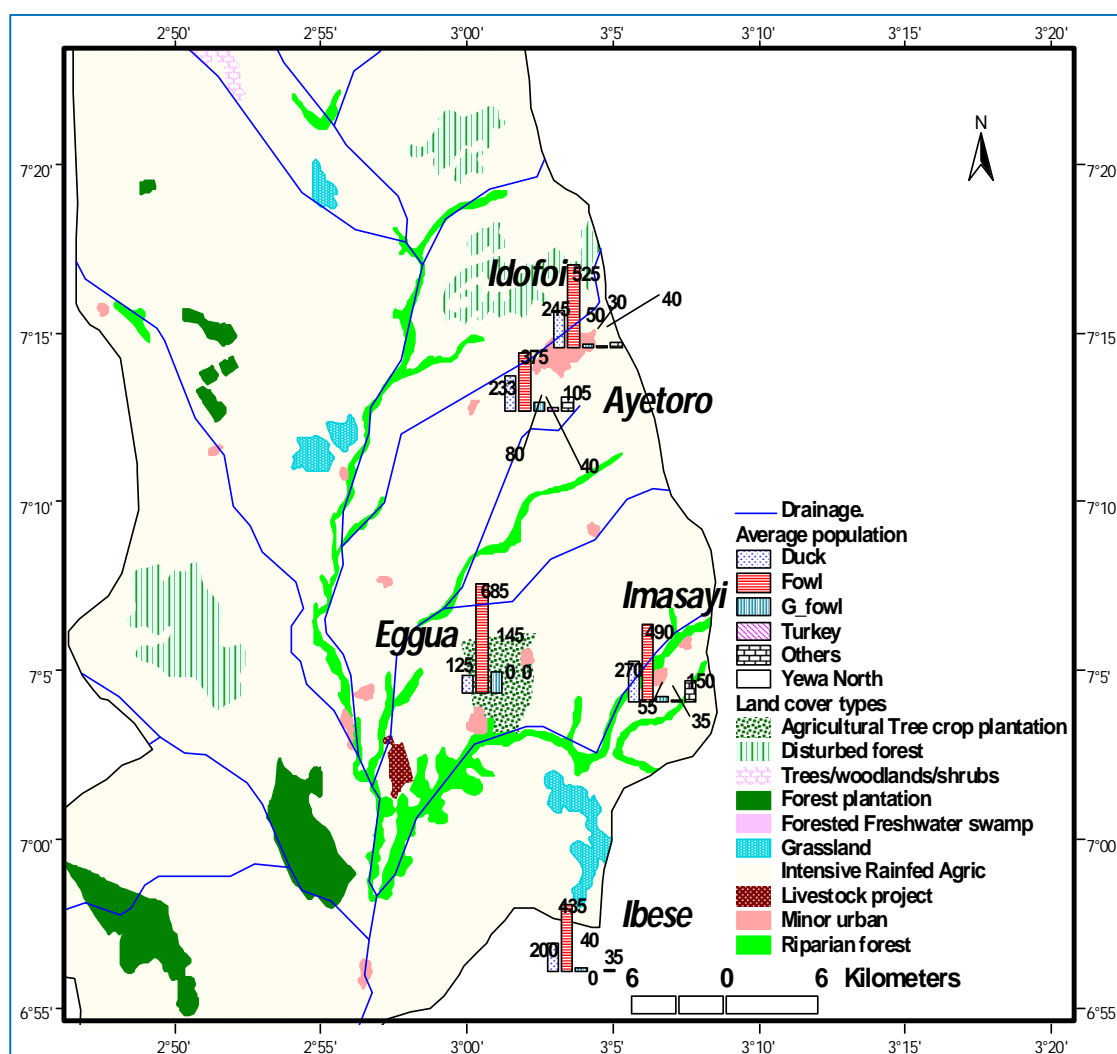 2°50' 2°55' 3°00' 3°5' 3°10' 3°15' 3°20'
N
7°20' 7°20
Idofoi
525
245 50 30 40
7°15' 7°15
375
233 105
Ayetoro
80 40
7°10' 7°10
Drainage.
Average population
Duck
Fowl
G_fowl
Turkey
Others
Yewa North
Land cover types
Agricultural Tree crop plantation
Disturbed forest
Trees/woodlands/shrubs
Forest plantation
Forested Freshwater swamp
Grassland
Intensive Rainfed Agric
Livestock project
Minor urban
Riparian forest
Imasayi
490
270 150
55 35
Eggua
685
125 145 0 0
7°5' 7°5
7°00' 7°00
Ibese
435
200 40 0 35
6 0 6 Kilometers
6°55' 6°55
2°50' 2°55' 3°00' 3°5' 3°10' 3°15' 3°20'